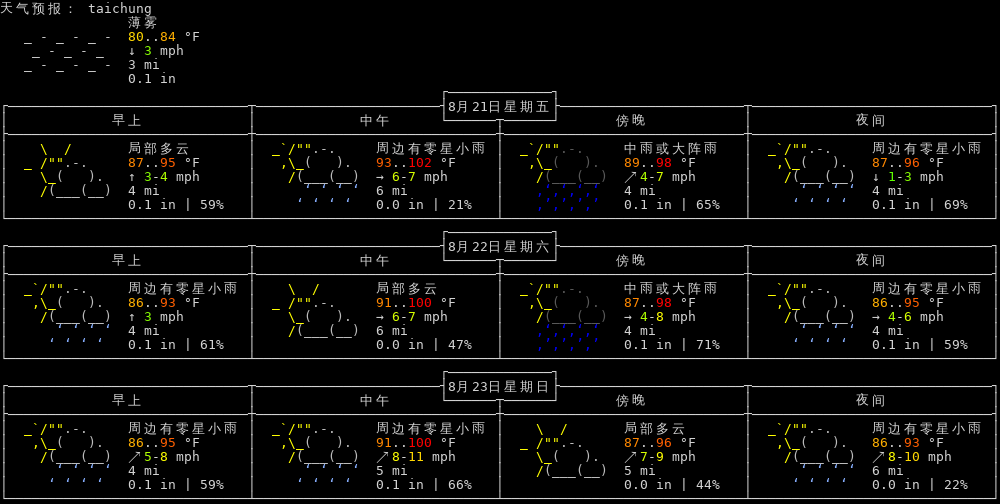 天气预报： taichung
薄雾
80..84 °F
↓ 3 mph
3 mi
0.1 in
8月21日星期五
早上 中午 傍晚 夜间
局部多云 周边有零星小雨 中雨或大阵雨 周边有零星小雨
87..95 °F 93..102 °F 89..98 °F 87..96 °F
↑ 3-4 mph → 6-7 mph ↗ 4-7 mph ↓ 1-3 mph
4 mi 6 mi 4 mi 4 mi
0.1 in | 59% 0.0 in | 21% 0.1 in | 65% 0.1 in | 69%
8月22日星期六
早上 中午 傍晚 夜间
周边有零星小雨 局部多云 中雨或大阵雨 周边有零星小雨
86..93 °F 91..100 °F 87..98 °F 86..95 °F
↑ 3 mph → 6-7 mph → 4-8 mph → 4-6 mph
4 mi 6 mi 4 mi 4 mi
0.1 in | 61% 0.0 in | 47% 0.1 in | 71% 0.1 in | 59%
8月23日星期日
早上 中午 傍晚 夜间
周边有零星小雨 周边有零星小雨 局部多云 周边有零星小雨
86..95 °F 91..100 °F 87..96 °F 86..93 °F
↗ 5-8 mph ↗ 8-11 mph ↗ 7-9 mph ↗ 8-10 mph
4 mi 5 mi 5 mi 6 mi
0.1 in | 59% 0.1 in | 66% 0.0 in | 44% 0.0 in | 22%